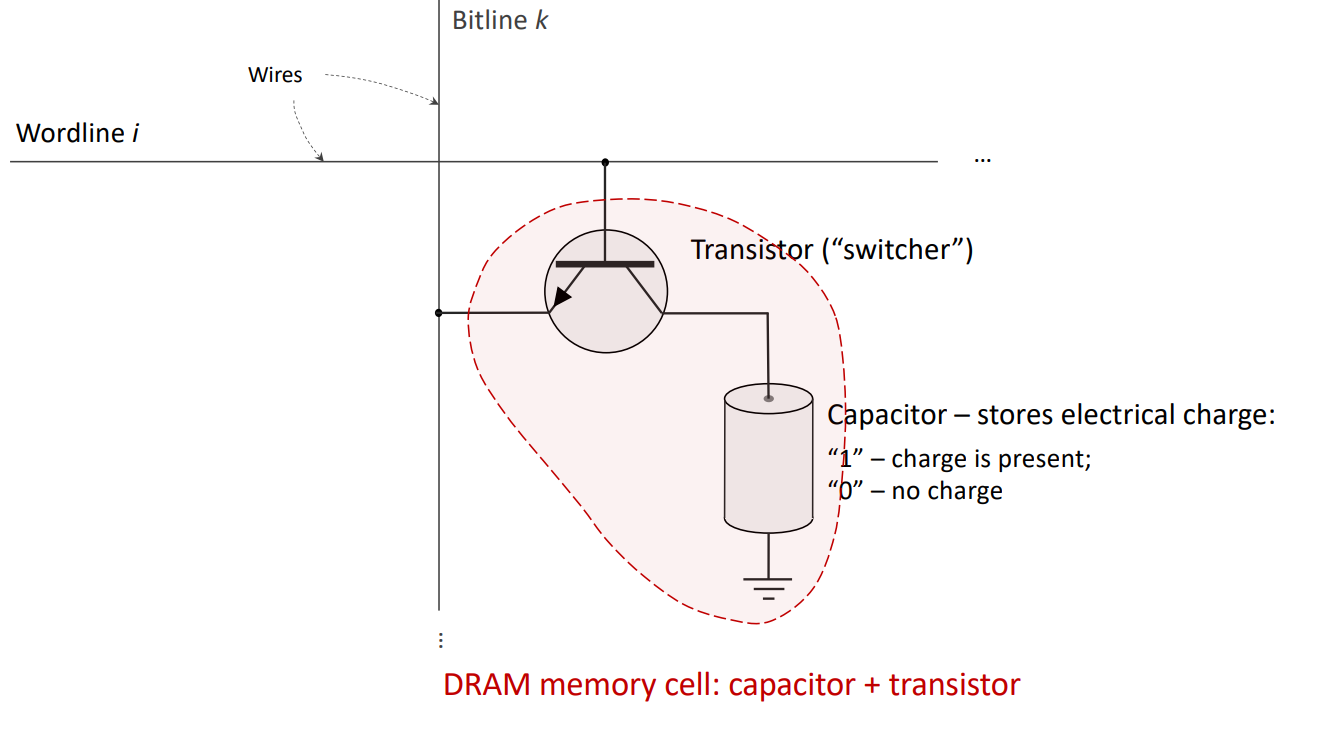 Bitline k
Wires
Wordline i
...
Transistor (“switcher”)
Capacitor – stores electrical charge:
“1” – charge is present;
“0” – no charge
...
DRAM memory cell: capacitor + transistor